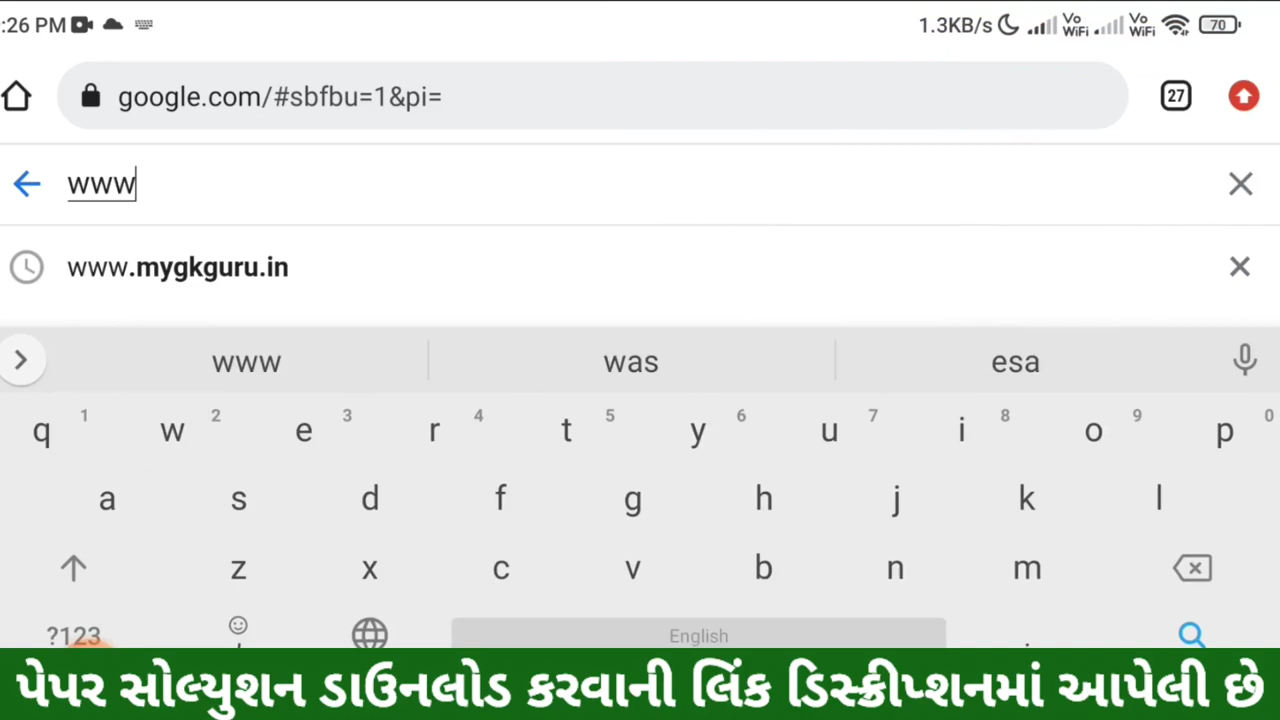 :26 PM 1.3KB/s Vo WiFi Vo WiFi 70
google.com/#sbfbu=1&pi= 27
www
www.mygkguru.in
www was esa
q 1 w 2 e 3 r 4 t 5 y 6 u 7 i 8 o 9 p 0
a s d f g h j k l
z x c v b n m
?123 , English .
પેપર સોલ્યુશન ડાઉનલોડ કરવાની લિંક ડિસ્ક્રીપ્શનમાં આપેલી છે